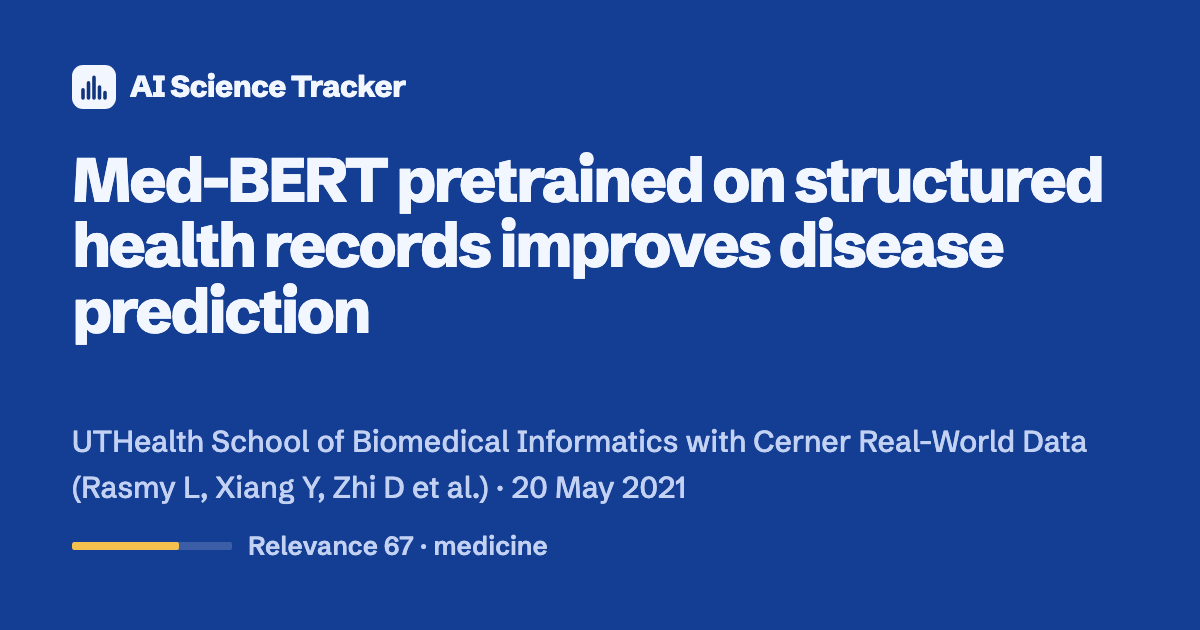 AI Science Tracker
Med-BERT pretrained on structured
health records improves disease
prediction
UTHealth School of Biomedical Informatics with Cerner Real-World Data
(Rasmy L, Xiang Y, Zhi D et al.) · 20 May 2021
Relevance 67 · medicine